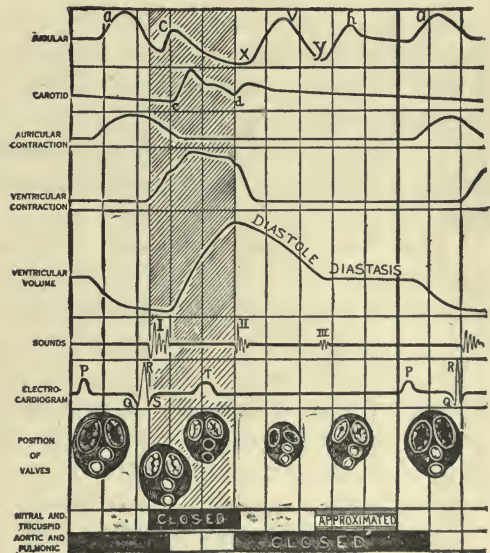 a c x v y h a
JUGULAR
CAROTID
c d
AURICULAR
CONTRACTION
VENTRICULAR
CONTRACTION
DIASTOLE
DIASTASIS
VENTRICULAR
VOLUME
I II III
SOUNDS
P R T P R
ELECTRO-
CARDIOGRAM
Q S Q
POSITION
OF
VALVES
MITRAL AND
TRICUSPID
CLOSED APPROXIMATED
AORTIC AND
PULMONIC
CLOSED